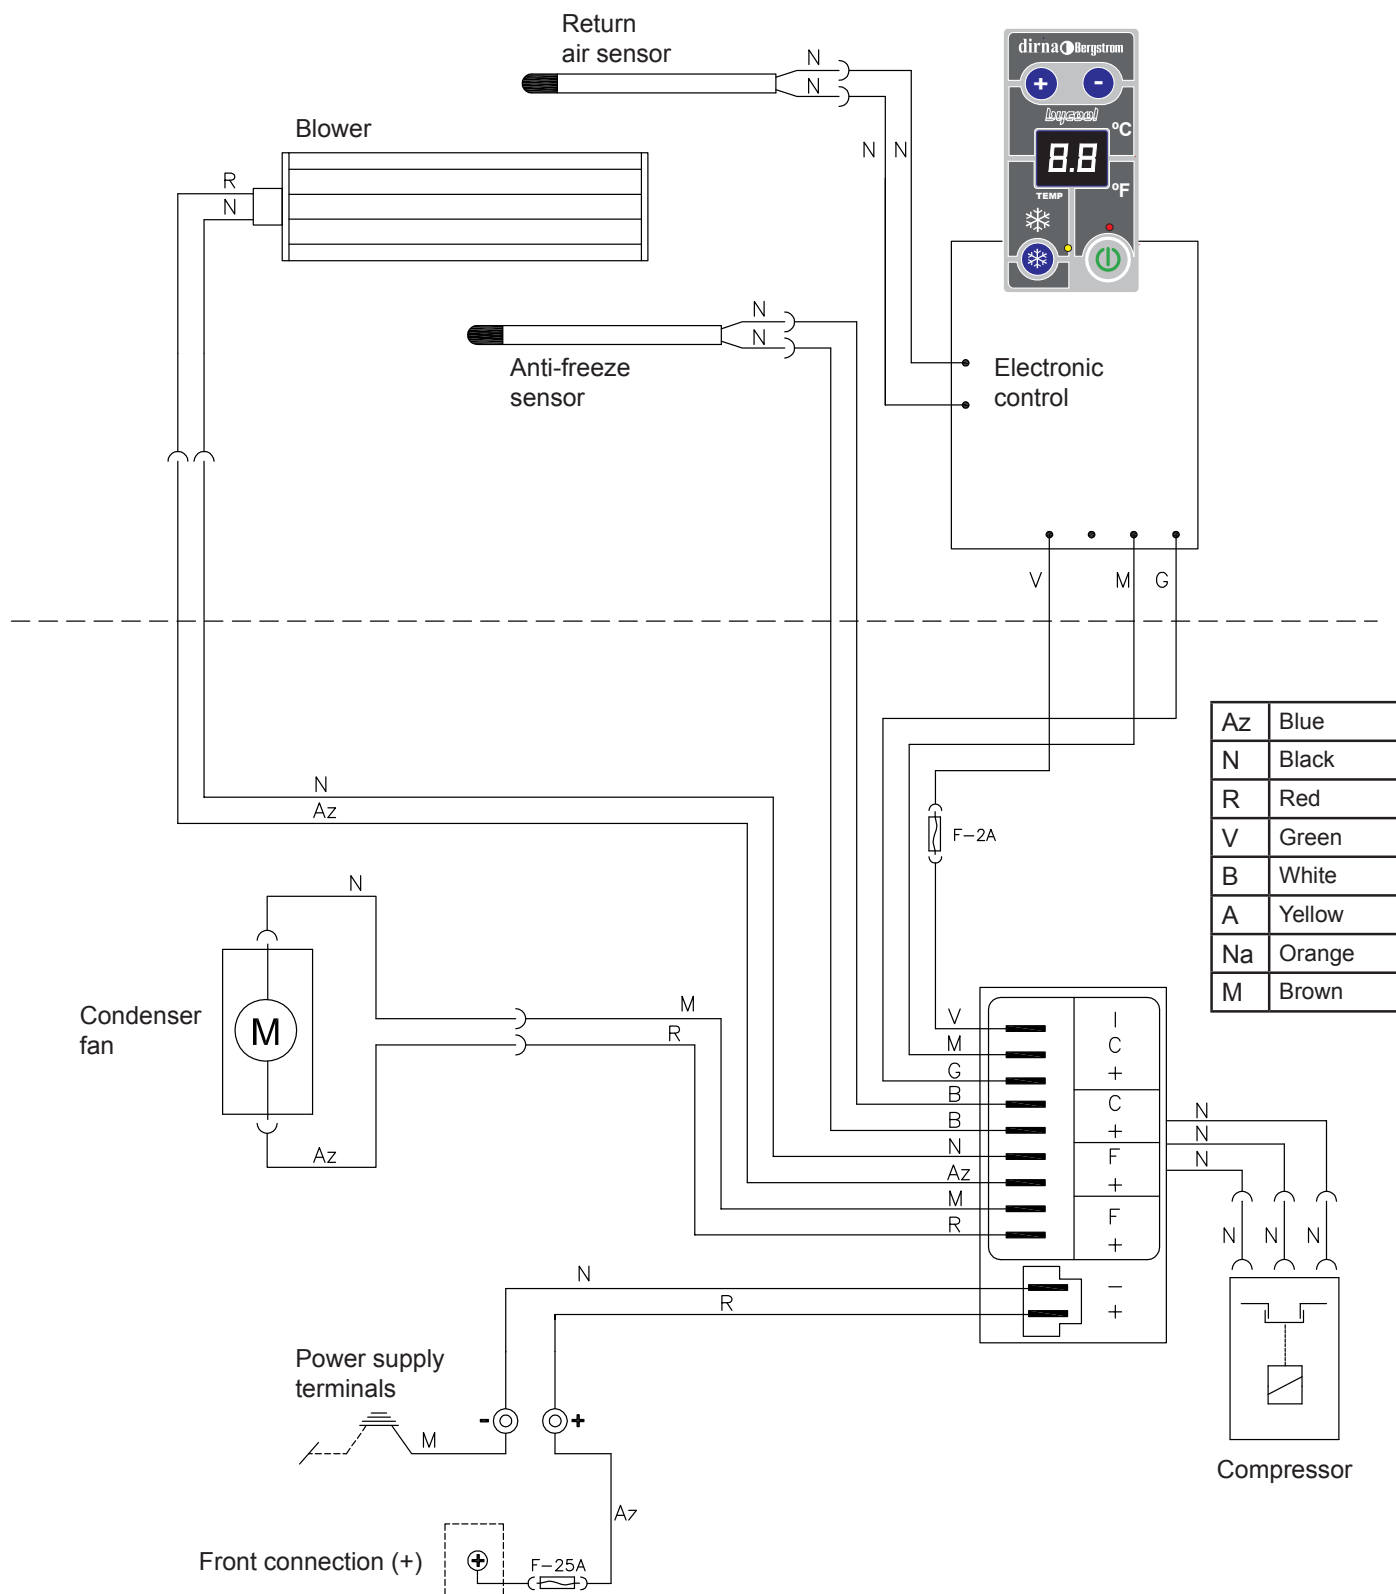 Return
air sensor
N
N
dirna Bergstrom
+ -
bycool
ºC
8.8
ºF
TEMP
Blower
R
N
N N
N
N
Anti-freeze
sensor
Electronic
control
V M G
Az Blue
N Black
R Red
V Green
B White
A Yellow
Na Orange
M Brown
N
Az
F-2A
N
Condenser
fan
M
M
R
Az
V I
M C
G +
B C
B +
N F
Az +
M F
R +
N
N
N
N N N
N -
R +
Power supply
terminals
- +
M
Compressor
Az
Front connection (+)
+
F-25A